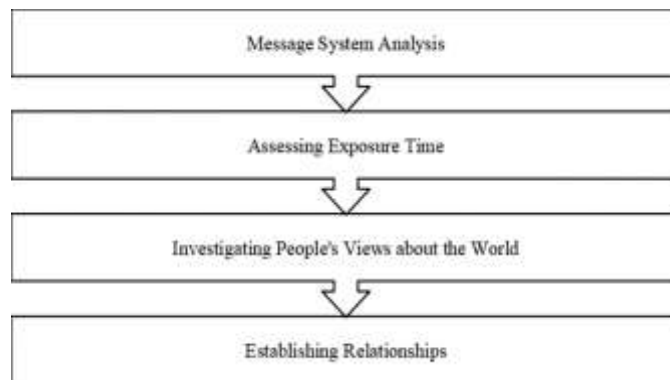 Message System Analysis
Assessing Exposure Time
Investigating People's Views about the World
Establishing Relationships